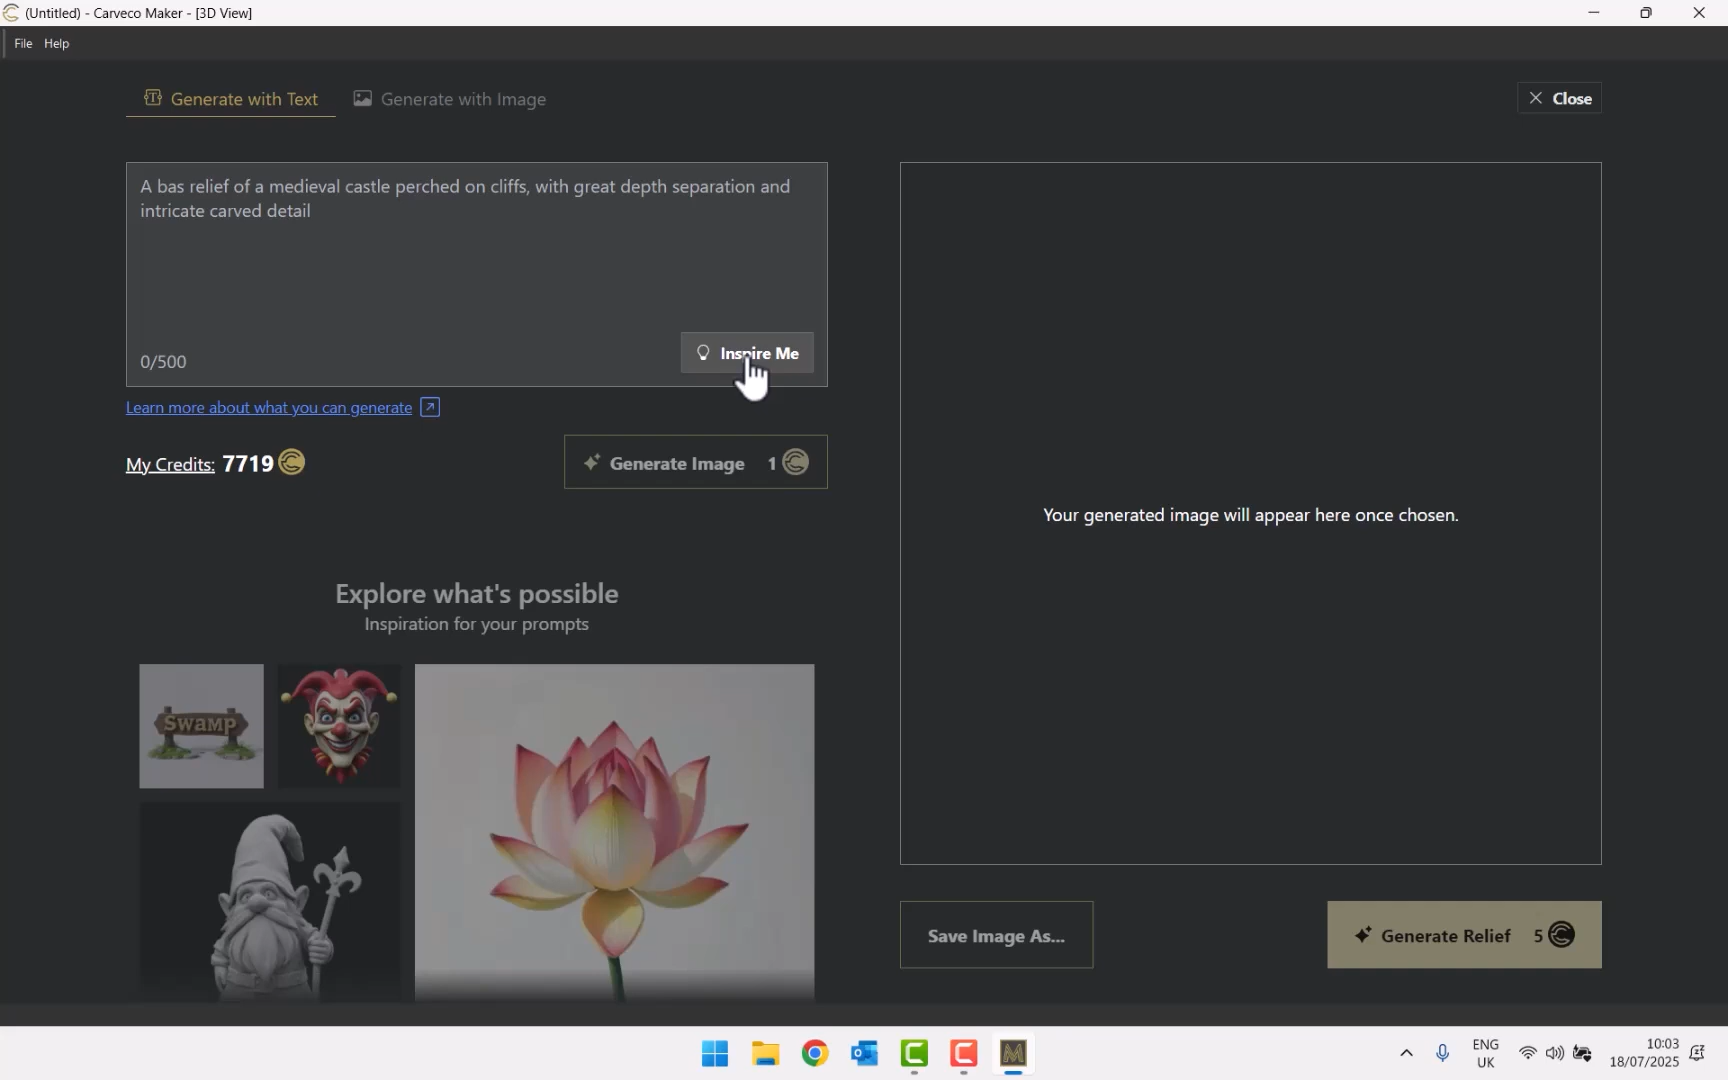 (Untitled) - Carveco Maker - [3D View]
File Help
Generate with Text
Generate with Image
Close
A bas relief of a medieval castle perched on cliffs, with great depth separation and
intricate carved detail
0/500
Inspire Me
Learn more about what you can generate
My Credits: 7719
Generate Image 1
Your generated image will appear here once chosen.
Explore what's possible
Inspiration for your prompts
Swamp
Save Image As...
Generate Relief 5
ENG
UK
10:03
18/07/2025